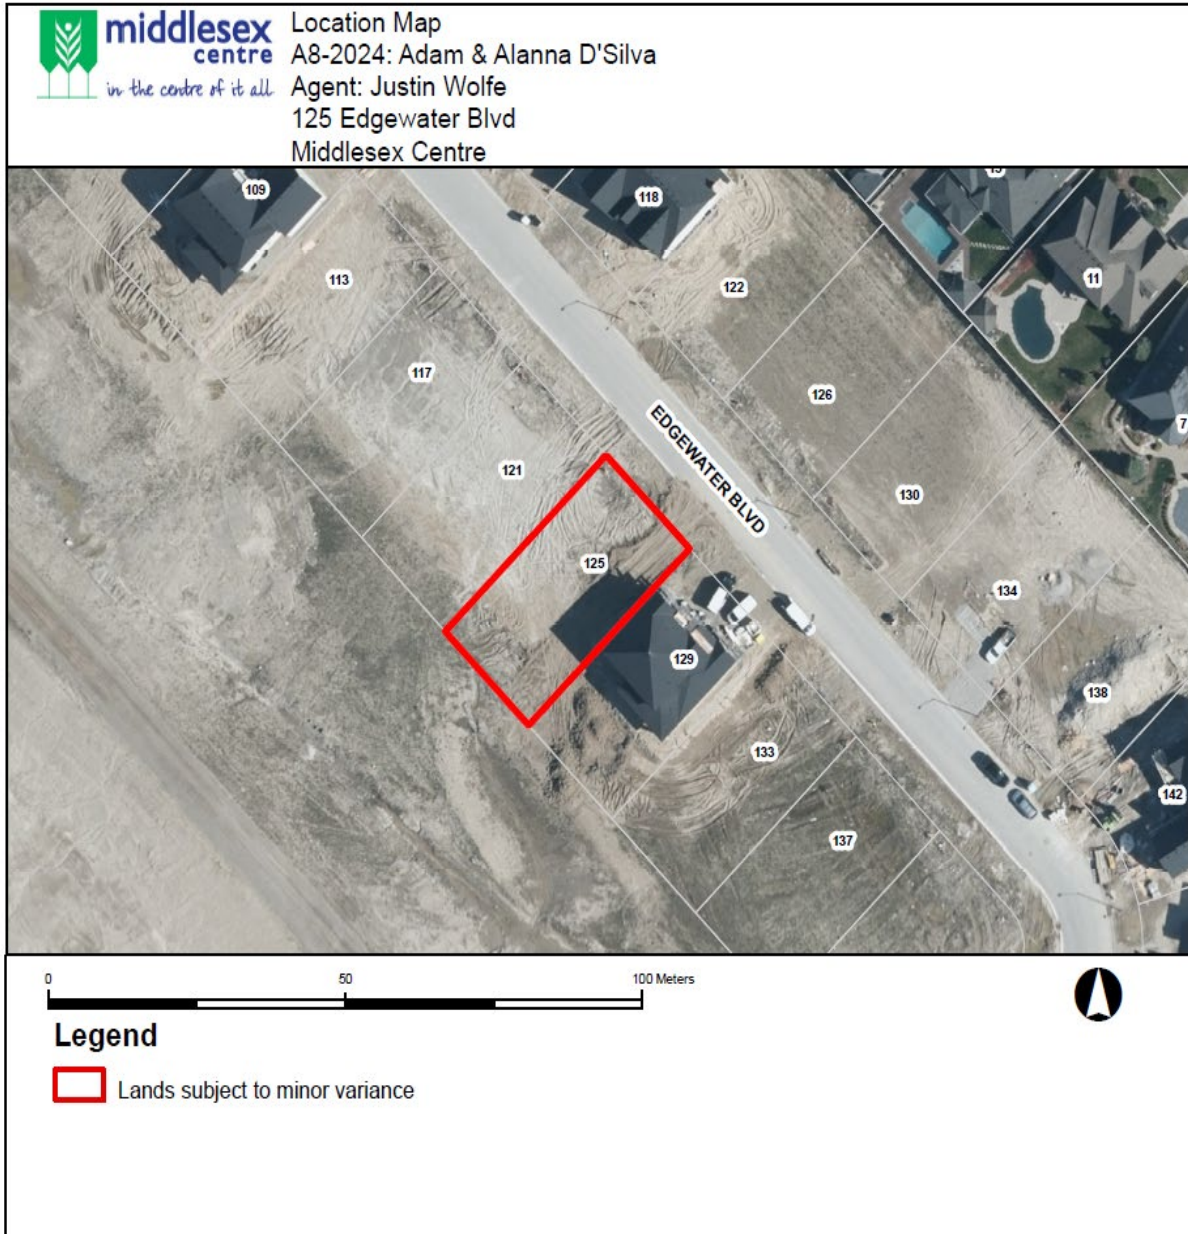 middlesex
centre
in the centre of it all
Location Map
A8-2024: Adam & Alanna D'Silva
Agent: Justin Wolfe
125 Edgewater Blvd
Middlesex Centre
109
118
113
122
11
117
126
7
EDGEWATER BLVD
121
130
125
134
129
138
133
142
137
0
50
100 Meters
Legend
Lands subject to minor variance